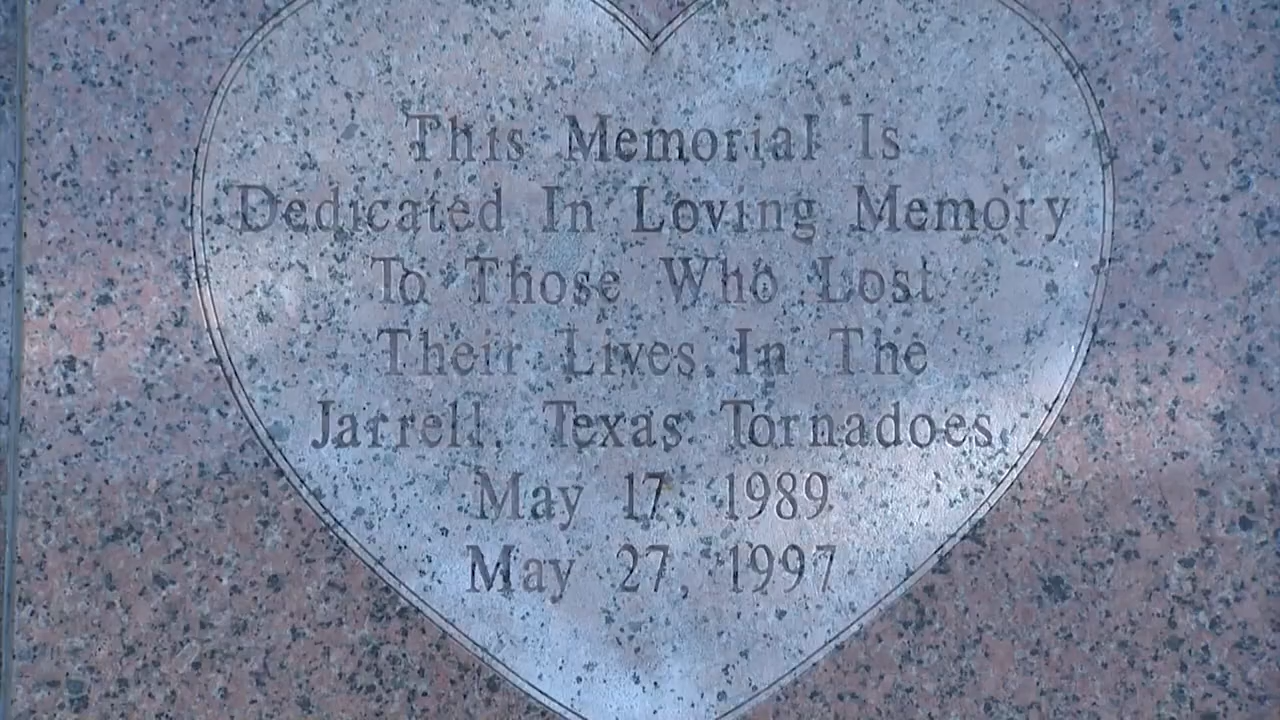 This Memorial Is
Dedicated In Loving Memory
To Those Who Lost
Their Lives In The
Jarrell, Texas Tornadoes
May 17, 1989
May 27, 1997